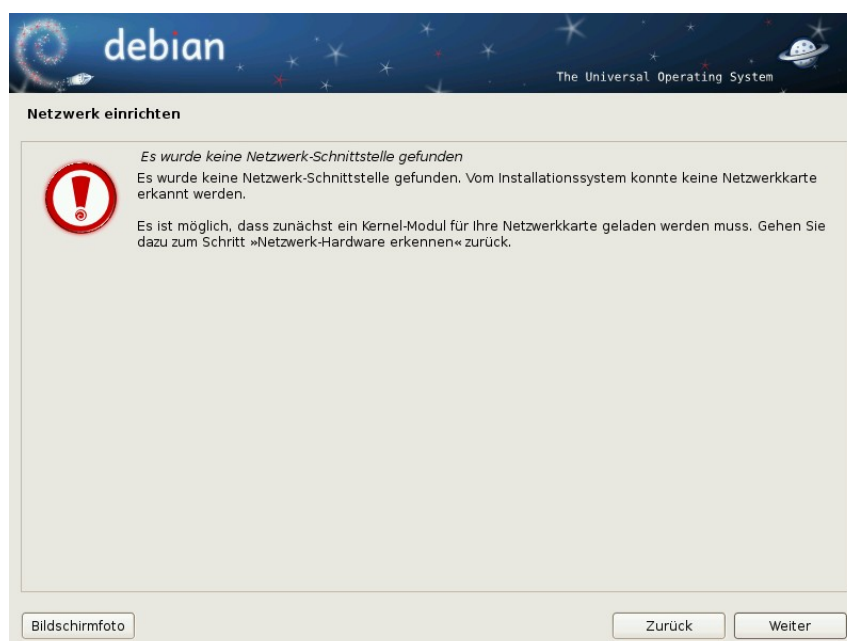 debian
The Universal Operating System
Netzwerk einrichten
Es wurde keine Netzwerk-Schnittstelle gefunden
Es wurde keine Netzwerk-Schnittstelle gefunden. Vom Installationssystem konnte keine Netzwerkkarte
erkannt werden.
Es ist möglich, dass zunächst ein Kernel-Modul für Ihre Netzwerkkarte geladen werden muss. Gehen Sie
dazu zum Schritt »Netzwerk-Hardware erkennen« zurück.
Bildschirmfoto
Zurück
Weiter